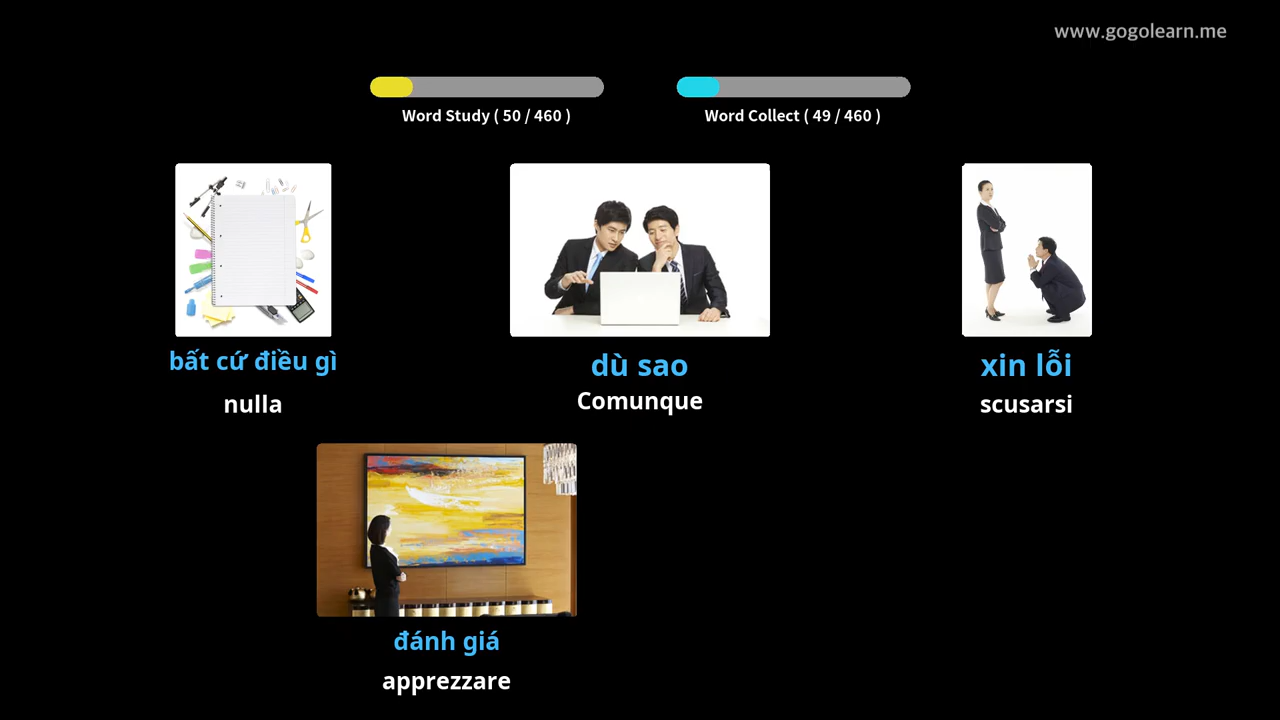 www.gogolearn.me
Word Study ( 50 / 460 )
Word Collect ( 49 / 460 )
bất cứ điều gì
nulla
dù sao
Comunque
xin lỗi
scusarsi
đánh giá
apprezzare